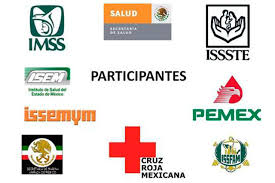 SALUD
SECRETARÍA DE SALUD
IMSS
ISSSTE
ISEM
Instituto de Salud del
Estado de México
PARTICIPANTES
issemym
PEMEX
CRUZ
ROJA
MEXICANA
ISSFAM